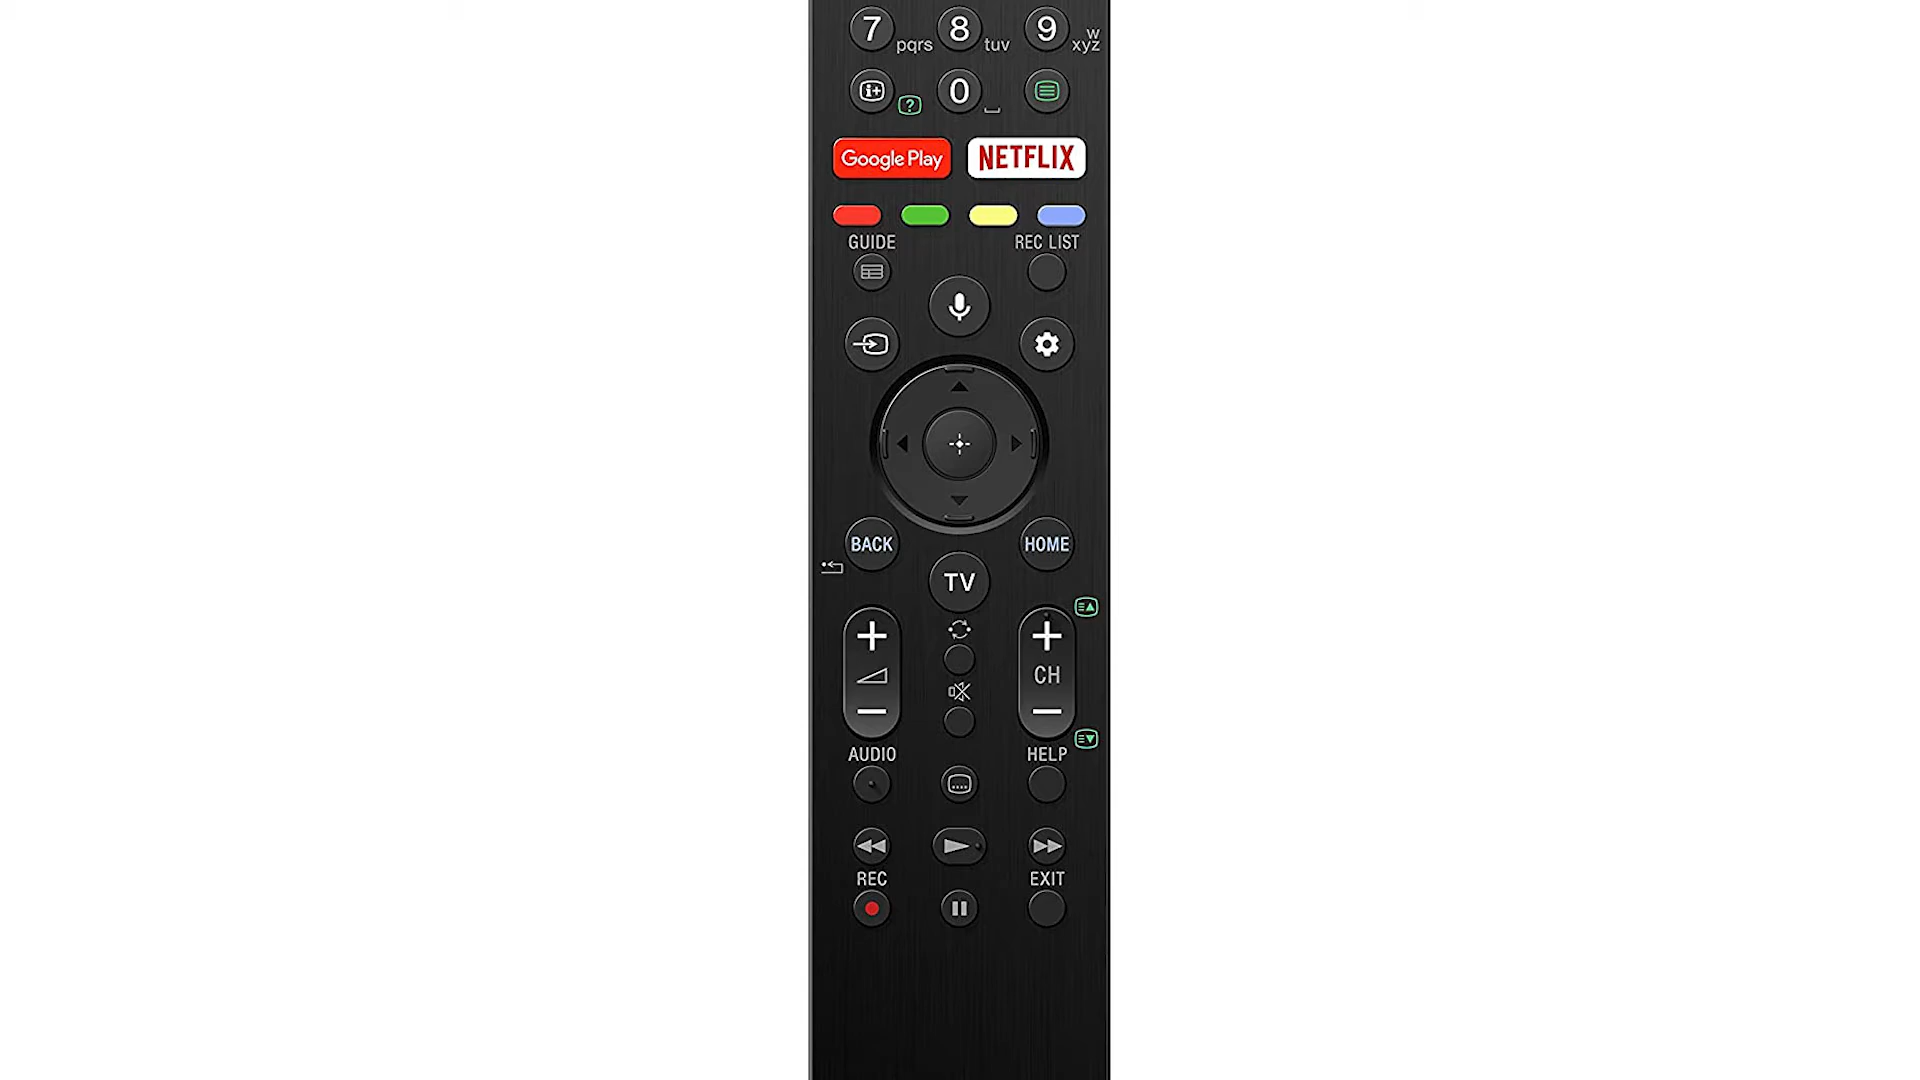 7 pqrs 8 tuv 9 w
xyz
i+ ? 0
Google Play NETFLIX
GUIDE REC LIST
BACK HOME
TV
+ +
CH
− −
AUDIO HELP
REC EXIT